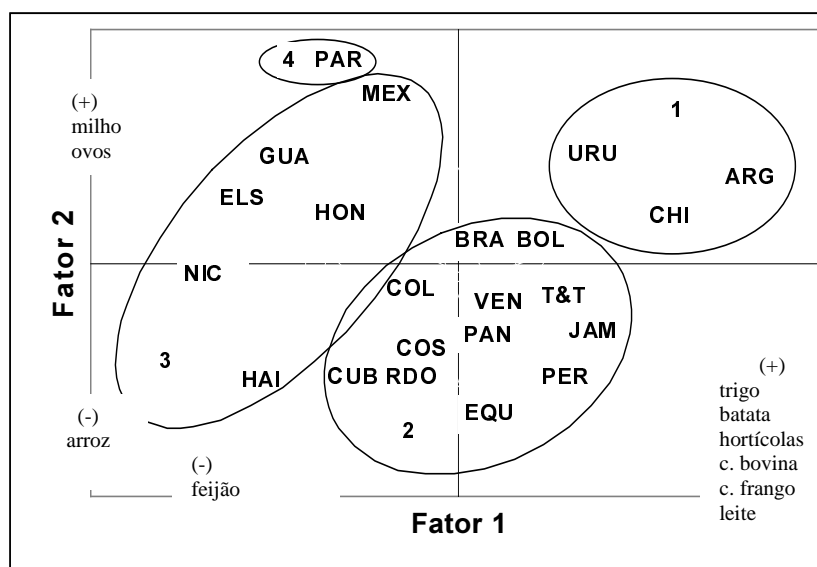 4 PAR
MEX
(+)
milho
ovos
1
URU
GUA
ARG
ELS
HON
CHI
BRA BOL
Fator 2
NIC
COL
VEN
T&T
PAN
JAM
COS
3
HAI
CUB RDO
PER
EQU
2
(-)
arroz
(-)
feijão
(+)
trigo
batata
hortícolas
c. bovina
c. frango
leite
Fator 1